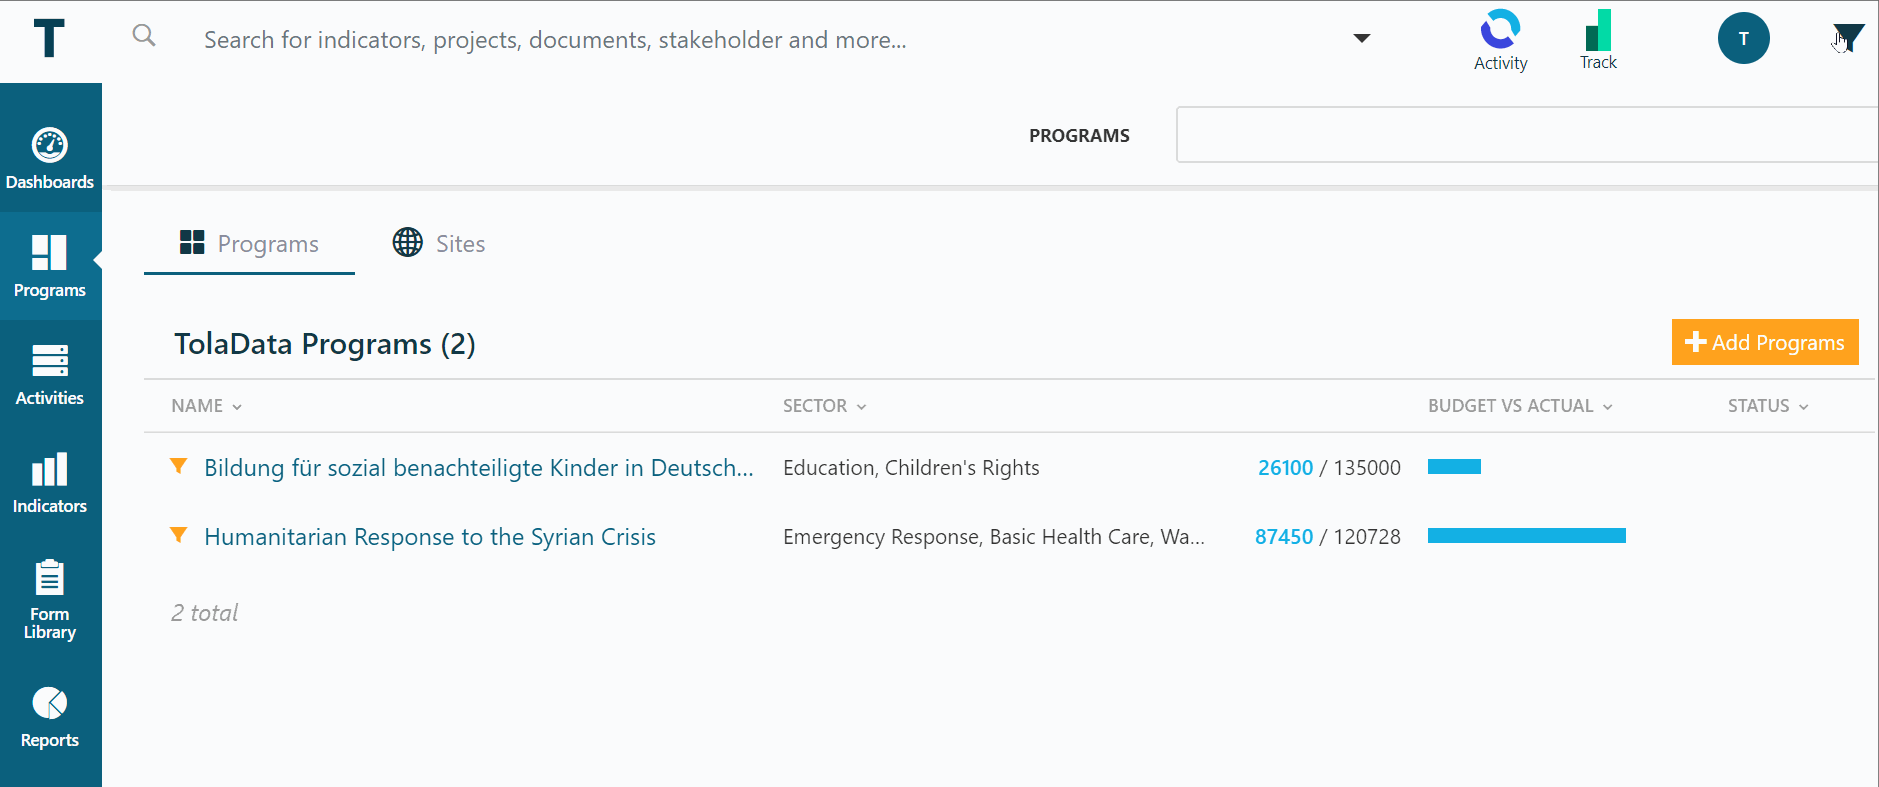 T
Search for indicators, projects, documents, stakeholder and more...
Activity
Track
T
PROGRAMS
Dashboards
Programs
Activities
Indicators
Form
Library
Reports
Programs
Sites
TolaData Programs (2)
Add Programs
NAME
SECTOR
BUDGET VS ACTUAL
STATUS
Bildung für sozial benachteiligte Kinder in Deutsch...
Education, Children's Rights
26100 / 135000
Humanitarian Response to the Syrian Crisis
Emergency Response, Basic Health Care, Wa...
87450 / 120728
2 total